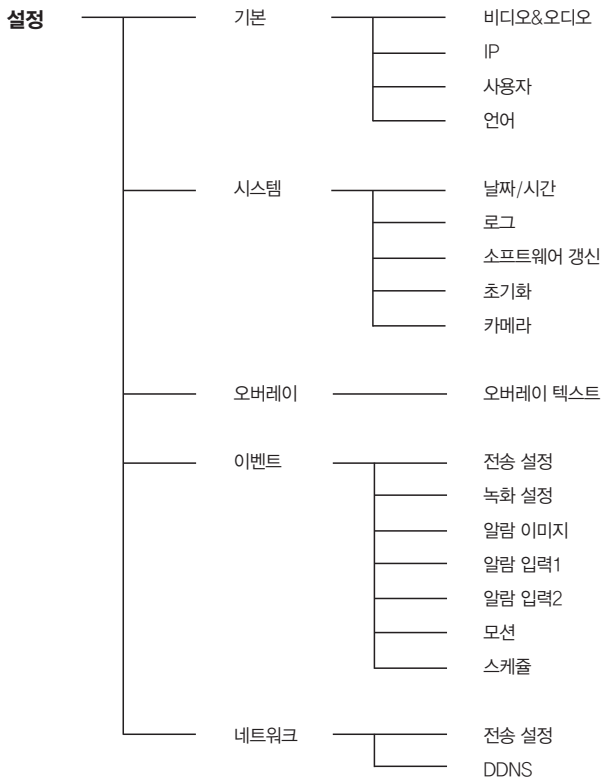 설정 기본 비디오&오디오
IP
사용자
언어
시스템 날짜/시간
로그
소프트웨어 갱신
초기화
카메라
오버레이 오버레이 텍스트
이벤트 전송 설정
녹화 설정
알람 이미지
알람 입력1
알람 입력2
모션
스케쥴
네트워크 전송 설정
DDNS